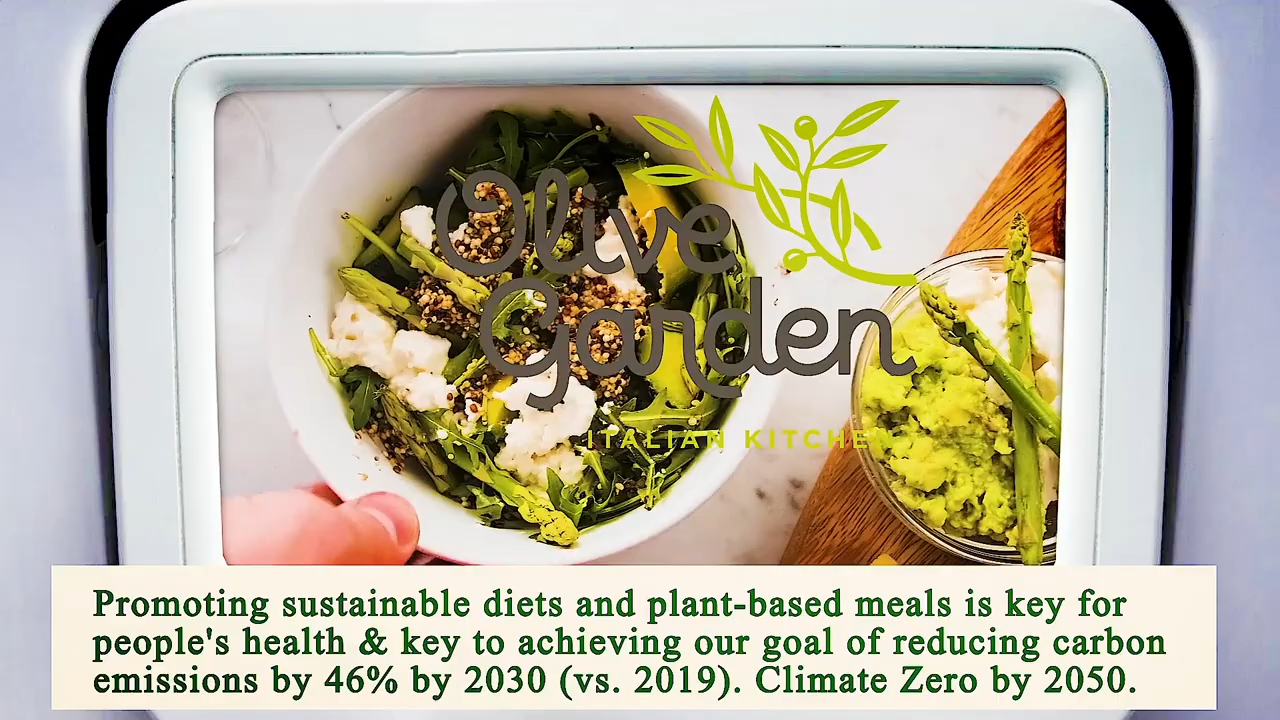 Olive
Garden
ITALIAN KITCHEN
Promoting sustainable diets and plant-based meals is key for
people's health & key to achieving our goal of reducing carbon
emissions by 46% by 2030 (vs. 2019). Climate Zero by 2050.